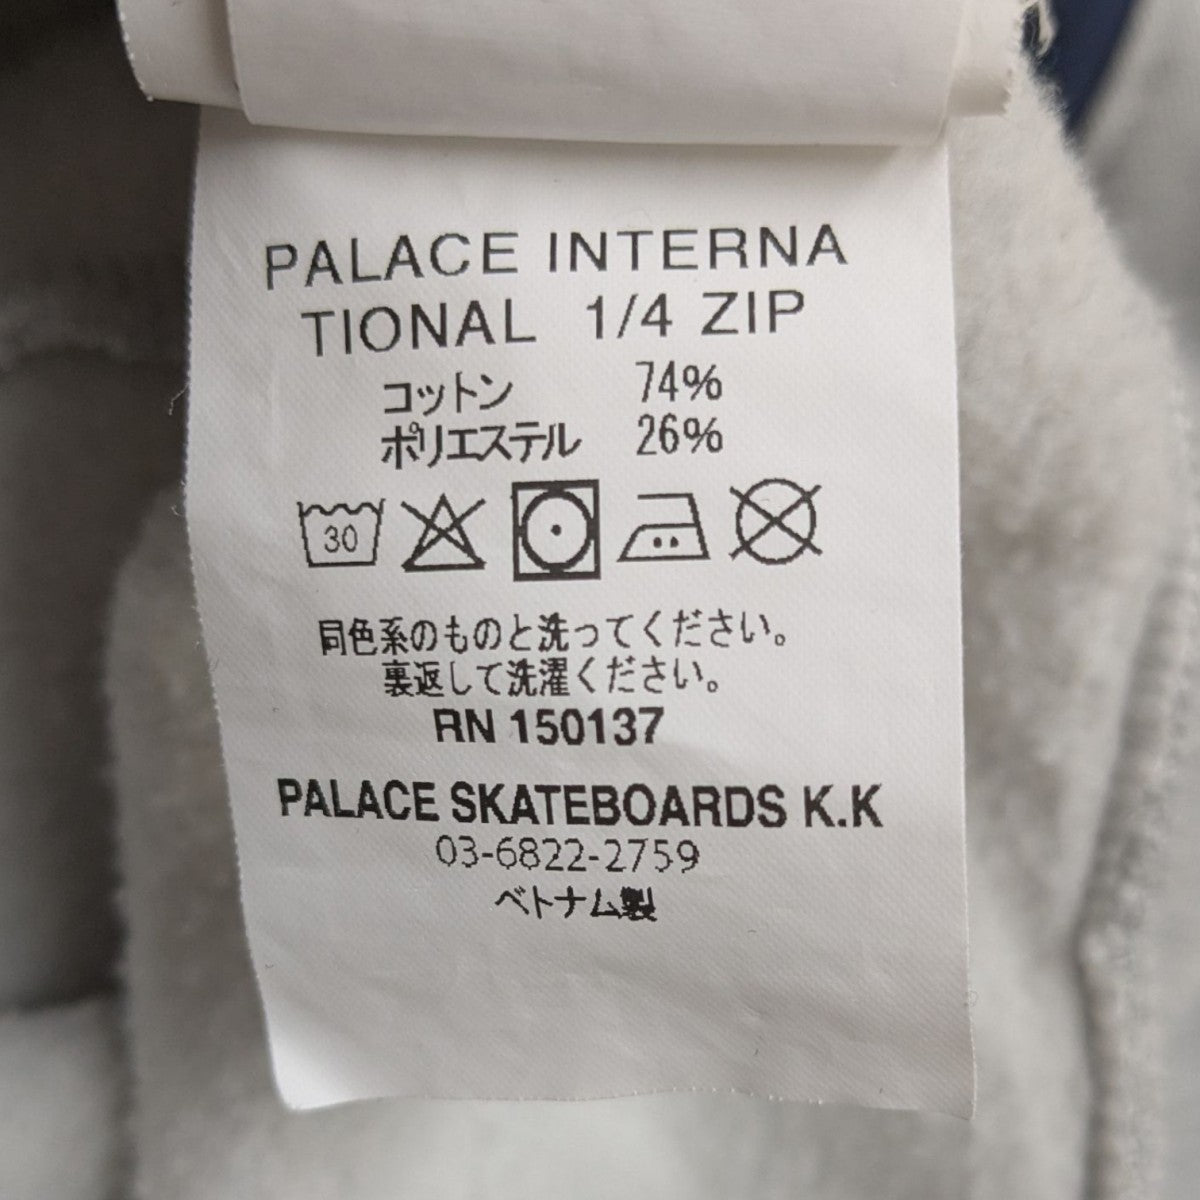 PALACE INTERNA
TIONAL 1/4 ZIP
コットン 74%
ポリエステル 26%
30
同色系のものと洗ってください。
裏返して洗濯ください。
RN 150137
PALACE SKATEBOARDS K.K
03-6822-2759
ベトナム製